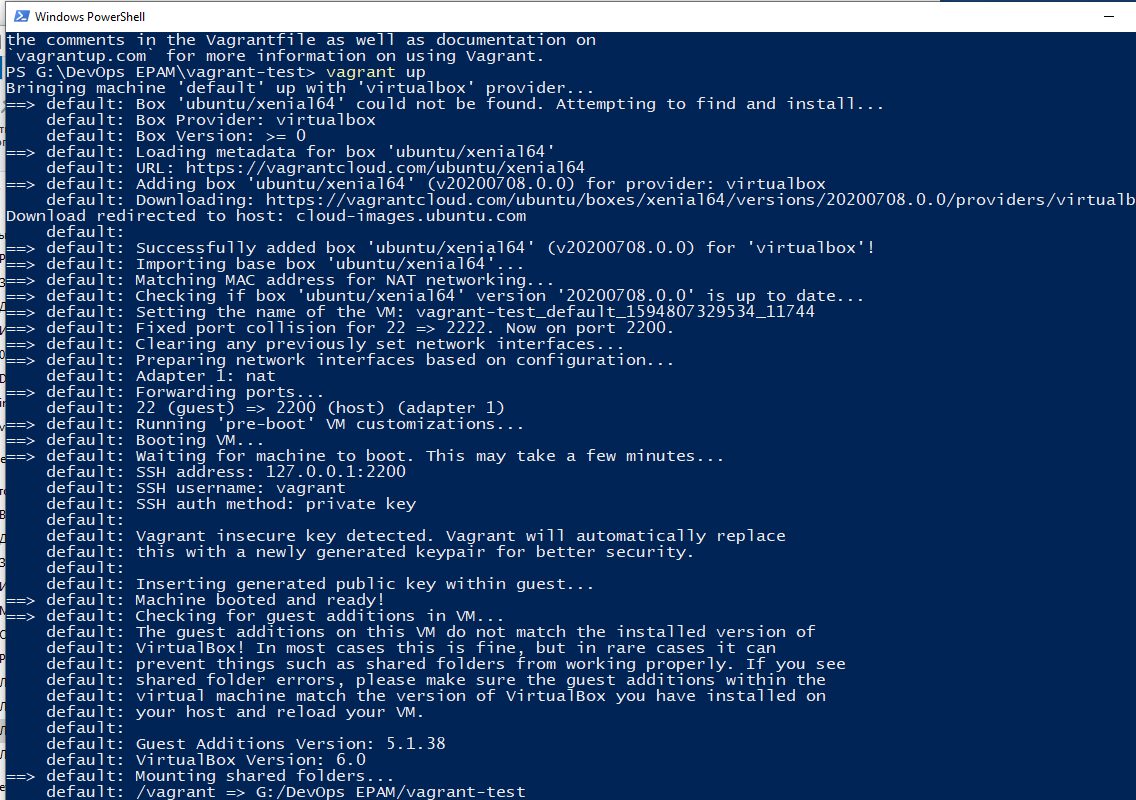 Windows PowerShell
the comments in the Vagrantfile as well as documentation on
`vagrantup.com` for more information on using Vagrant.
PS G:\DevOps EPAM\vagrant-test> vagrant up
Bringing machine 'default' up with 'virtualbox' provider...
==> default: Box 'ubuntu/xenial64' could not be found. Attempting to find and install...
    default: Box Provider: virtualbox
    default: Box Version: >= 0
==> default: Loading metadata for box 'ubuntu/xenial64'
    default: URL: https://vagrantcloud.com/ubuntu/xenial64
==> default: Adding box 'ubuntu/xenial64' (v20200708.0.0) for provider: virtualbox
    default: Downloading: https://vagrantcloud.com/ubuntu/boxes/xenial64/versions/20200708.0.0/providers/virtualb
Download redirected to host: cloud-images.ubuntu.com
    default:
==> default: Successfully added box 'ubuntu/xenial64' (v20200708.0.0) for 'virtualbox'!
==> default: Importing base box 'ubuntu/xenial64'...
==> default: Matching MAC address for NAT networking...
==> default: Checking if box 'ubuntu/xenial64' version '20200708.0.0' is up to date...
==> default: Setting the name of the VM: vagrant-test_default_1594807329534_11744
==> default: Fixed port collision for 22 => 2222. Now on port 2200.
==> default: Clearing any previously set network interfaces...
==> default: Preparing network interfaces based on configuration...
    default: Adapter 1: nat
==> default: Forwarding ports...
    default: 22 (guest) => 2200 (host) (adapter 1)
==> default: Running 'pre-boot' VM customizations...
==> default: Booting VM...
==> default: Waiting for machine to boot. This may take a few minutes...
    default: SSH address: 127.0.0.1:2200
    default: SSH username: vagrant
    default: SSH auth method: private key
    default:
    default: Vagrant insecure key detected. Vagrant will automatically replace
    default: this with a newly generated keypair for better security.
    default:
    default: Inserting generated public key within guest...
==> default: Machine booted and ready!
==> default: Checking for guest additions in VM...
    default: The guest additions on this VM do not match the installed version of
    default: VirtualBox! In most cases this is fine, but in rare cases it can
    default: prevent things such as shared folders from working properly. If you see
    default: shared folder errors, please make sure the guest additions within the
    default: virtual machine match the version of VirtualBox you have installed on
    default: your host and reload your VM.
    default:
    default: Guest Additions Version: 5.1.38
    default: VirtualBox Version: 6.0
==> default: Mounting shared folders...
    default: /vagrant => G:/DevOps EPAM/vagrant-test